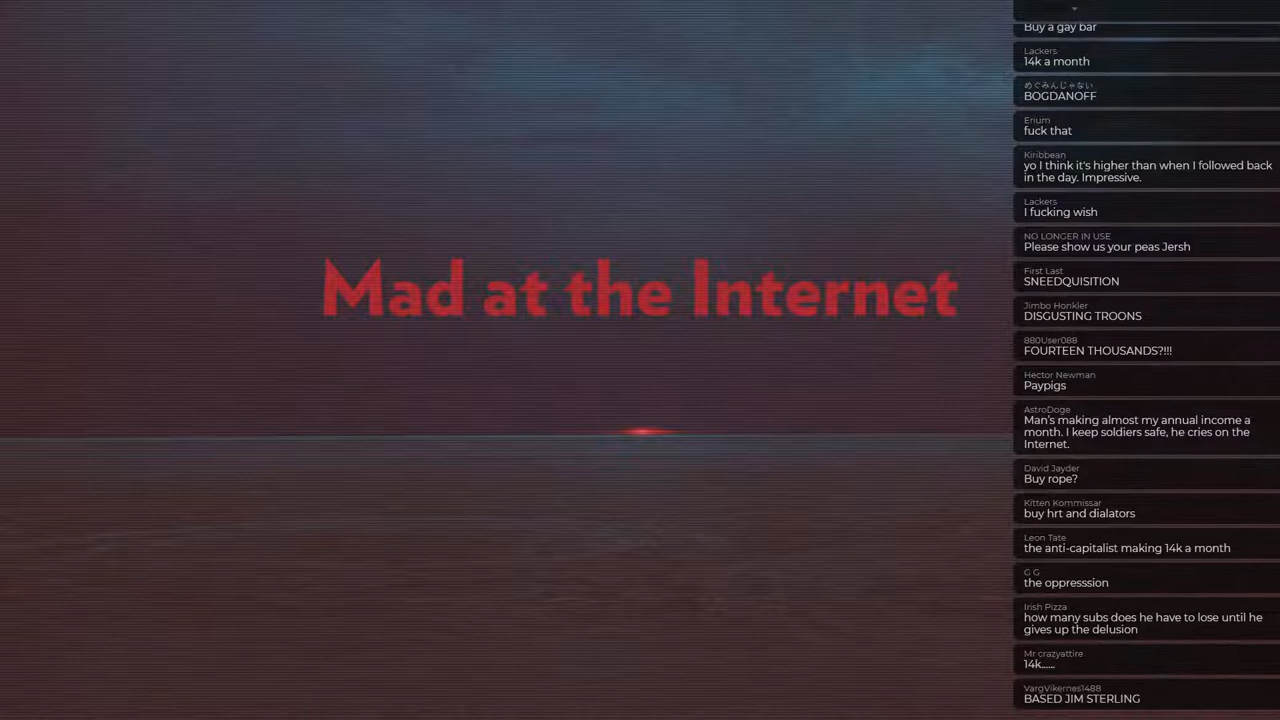 Mad at the Internet
Buy a gay bar
Lackers
14k a month
めぐみんじゃない
BOGDANOFF
Erium
fuck that
Kiribbean
yo I think it's higher than when I followed back
in the day. Impressive.
Lackers
I fucking wish
NO LONGER IN USE
Please show us your peas Jersh
First Last
SNEEDQUISITION
Jimbo Honkler
DISGUSTING TROONS
880User088
FOURTEEN THOUSANDS?!!!
Hector Newman
Paypigs
AstroDoge
Man's making almost my annual income a
month. I keep soldiers safe, he cries on the
Internet.
David Jayder
Buy rope?
Kitten Kommissar
buy hrt and dialators
Leon Tate
the anti-capitalist making 14k a month
G G
the oppresssion
Irish Pizza
how many subs does he have to lose until he
gives up the delusion
Mr crazyattire
14k......
VargVikernes1488
BASED JIM STERLING